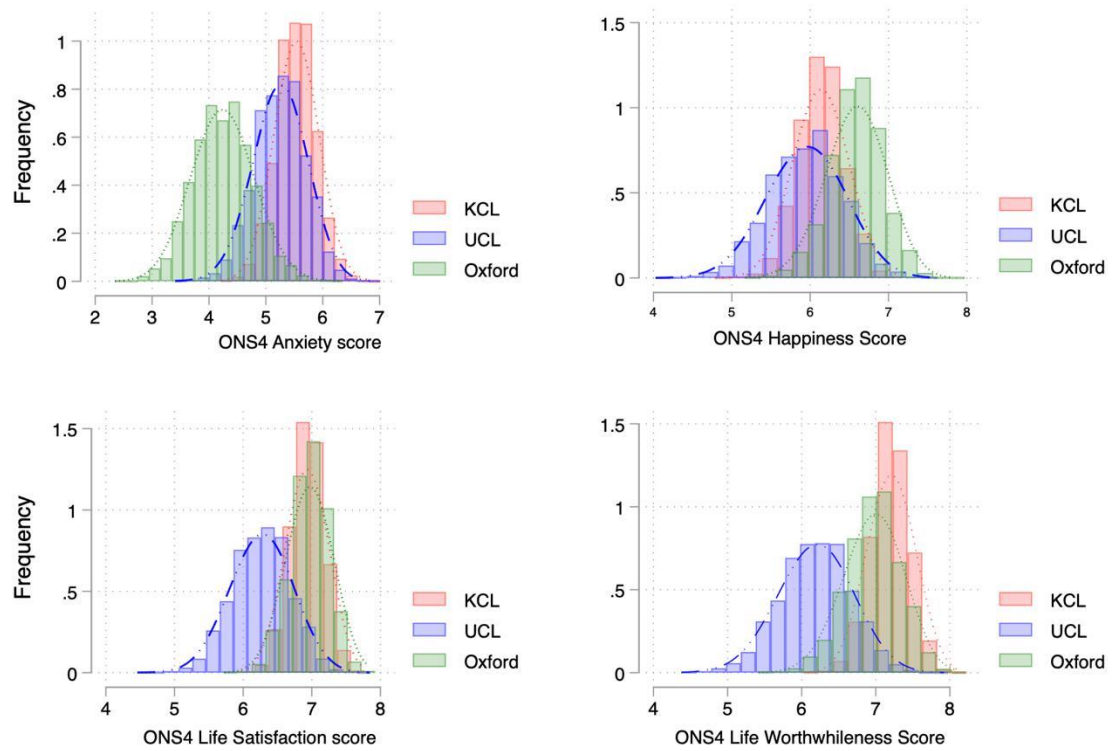 1
.8
.6
.4
.2
0
Frequency
2 3 4 5 6 7
ONS4 Anxiety score
KCL
UCL
Oxford
1.5
1
.5
0
4 5 6 7 8
ONS4 Happiness Score
KCL
UCL
Oxford
1.5
1
.5
0
Frequency
4 5 6 7 8
ONS4 Life Satisfaction score
KCL
UCL
Oxford
1.5
1
.5
0
4 5 6 7 8
ONS4 Life Worthwhileness Score
KCL
UCL
Oxford